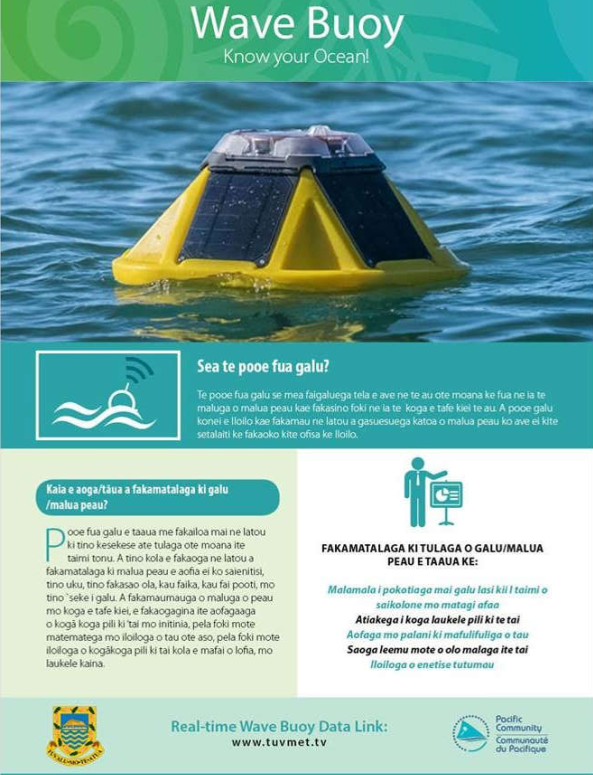 Wave Buoy
Know your Ocean!
Sea te pooe fua galu?
Te pooe fua galu se mea faigaluega tela e ave ne te au ote moana ke fua ne ia te
maluga o malua peau kae fakasino foki ne ia te koga e tafe kiei te au. A pooe galu
konei e lloilo kae fakamau ne latou a gasuesuega katoa o malua peau ko ave ei kite
setalaiti ke fakaoko kite ofisa ke lloilo.
Kaia e aoga/tāua a fakamatalaga ki galu
/malua peau?
Pooe fua galu e taaua me fakailoa mai ne latou
ki tino kesekese ate tulaga ote moana ite
taimi tonu. A tino kola e fakaoga ne latou a
fakamatalaga ki malua peau e aofia ei ko saienitisi,
tino uku, tino fakasao ola, kau faika, kau fai pooti, mo
tino `seke i galu. A fakamaumauga o maluga o peau
mo koga e tafe kiei, e fakaogagina ite aofagaaga
o kogā koga pili ki 'tai mo initinia, pela foki mote
matematega mo iloiloga o tau ote aso, pela foki mote
iloiloga o kogākoga pili ki tai kola e mafai o lofia, mo
laukele kaina.
FAKAMATALAGA KI TULAGA O GALU/MALUA
PEAU E TAAUA KE:
Malamala i pokotiaga mai galu lasi kii I taimi o
saikolone mo matagi afaa
Atiakega i koga laukele pili ki te tai
Aofaga mo palani ki mafulifuliga o tau
Saoga leemu mote o olo malaga ite tai
Iloiloga o enetise tutumau
TUVALU MO TE ATUA
Real-time Wave Buoy Data Link:
www.tuvmet.tv
Pacific
Community
Communauté
du Pacifique